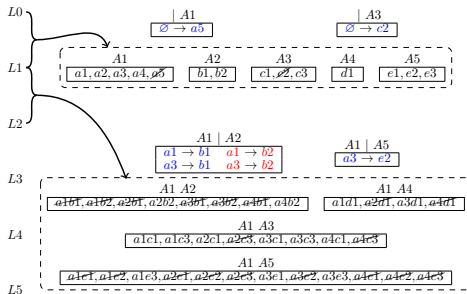 L0
| A1
∅ → a5
| A3
∅ → c2
L1
A1
a1, a2, a3, a4, a5
A2
b1, b2
A3
c1, c2, c3
A4
d1
A5
e1, e2, e3
L2
A1 | A2
a1 → b1 a1 → b2
a3 → b1 a3 → b2
A1 | A5
a3 → e2
L3
A1 A2
a1b1, a1b2, a2b1, a2b2, a3b1, a3b2, a4b1, a4b2
A1 A4
a1d1, a2d1, a3d1, a4d1
L4
A1 A3
a1c1, a1c3, a2c1, a2c3, a3c1, a3c3, a4c1, a4c3
A1 A5
a1e1, a1e2, a1e3, a2e1, a2e2, a2e3, a3e1, a3e2, a3e3, a4e1, a4e2, a4e3
L5